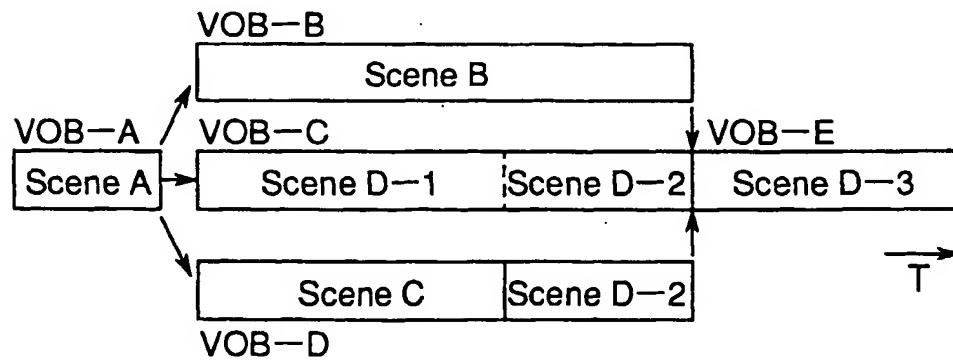 VOB—B
Scene B
VOB—A
VOB—C
VOB—E
Scene A
Scene D—1
Scene D—2
Scene D—3
Scene C
Scene D—2
T
VOB—D